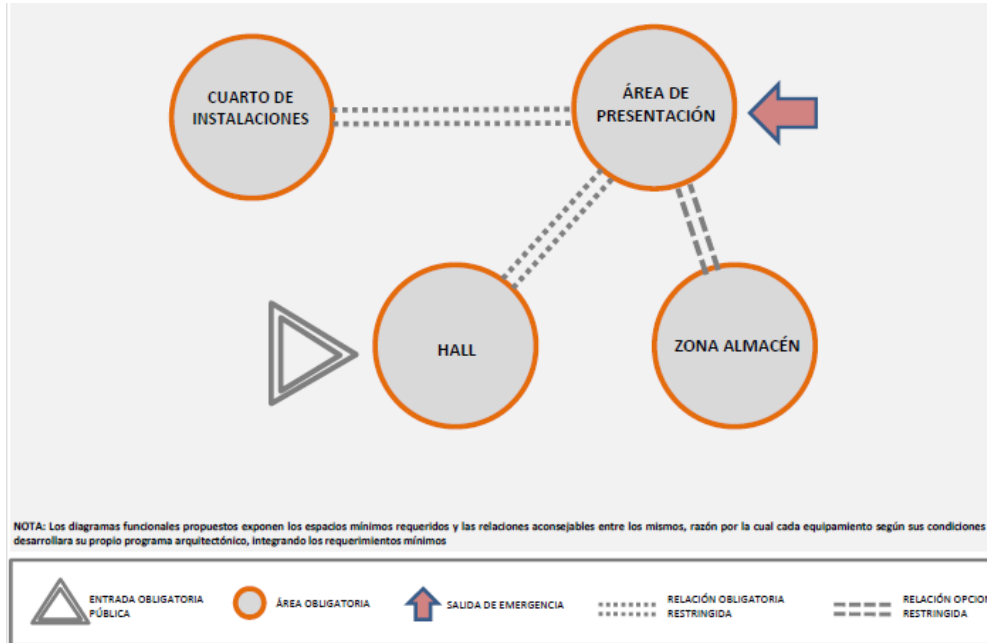 CUARTO DE
INSTALACIONES
ÁREA DE
PRESENTACIÓN
HALL
ZONA ALMACÉN
NOTA: Los diagramas funcionales propuestos exponen los espacios mínimos requeridos y las relaciones aconsejables entre los mismos, razón por la cual cada equipamiento según sus condiciones
desarrollara su propio programa arquitectónico, integrando los requerimientos mínimos
ENTRADA OBLIGATORIA
PÚBLICA
ÁREA OBLIGATORIA
SALIDA DE EMERGENCIA
RELACIÓN OBLIGATORIA
RESTRINGIDA
RELACIÓN OPCION
RESTRINGIDA